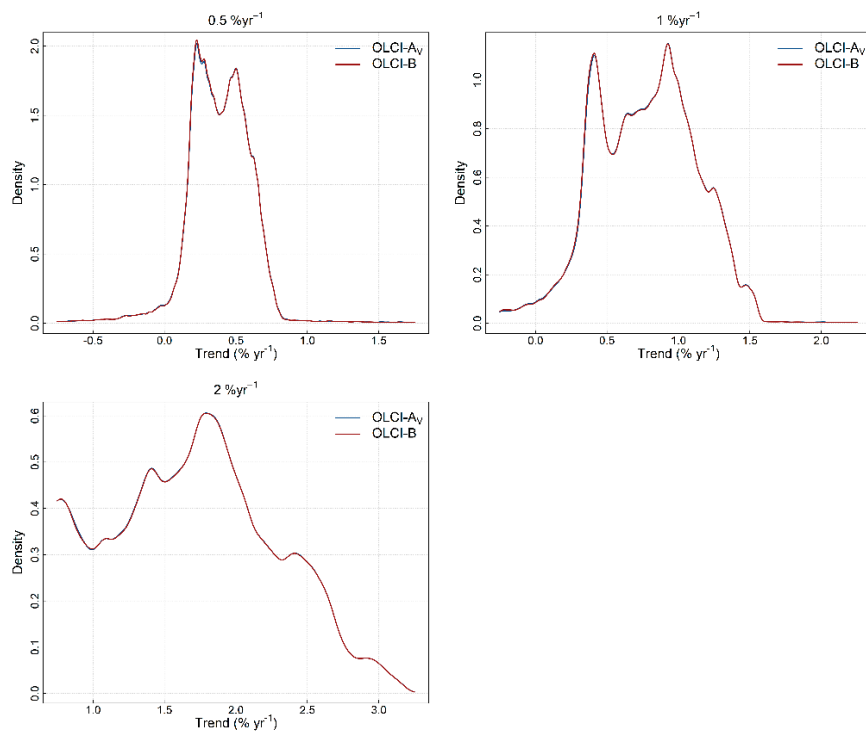 0.5 %yr⁻¹
OLCI-Aᵥ
OLCI-B
Density
0.0
0.5
1.0
1.5
2.0
-0.5
0.0
0.5
1.0
1.5
Trend (% yr⁻¹)
1 %yr⁻¹
OLCI-Aᵥ
OLCI-B
Density
0.0
0.2
0.4
0.6
0.8
1.0
0.0
0.5
1.0
1.5
2.0
Trend (% yr⁻¹)
2 %yr⁻¹
OLCI-Aᵥ
OLCI-B
Density
0.0
0.1
0.2
0.3
0.4
0.5
0.6
1.0
1.5
2.0
2.5
3.0
Trend (% yr⁻¹)